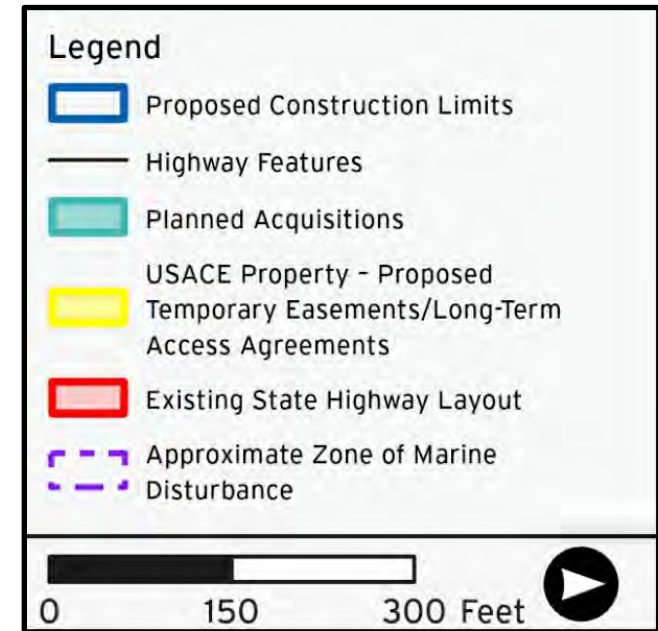 Legend
Proposed Construction Limits
Highway Features
Planned Acquisitions
USACE Property – Proposed
Temporary Easements/Long-Term
Access Agreements
Existing State Highway Layout
Approximate Zone of Marine
Disturbance
0 150 300 Feet